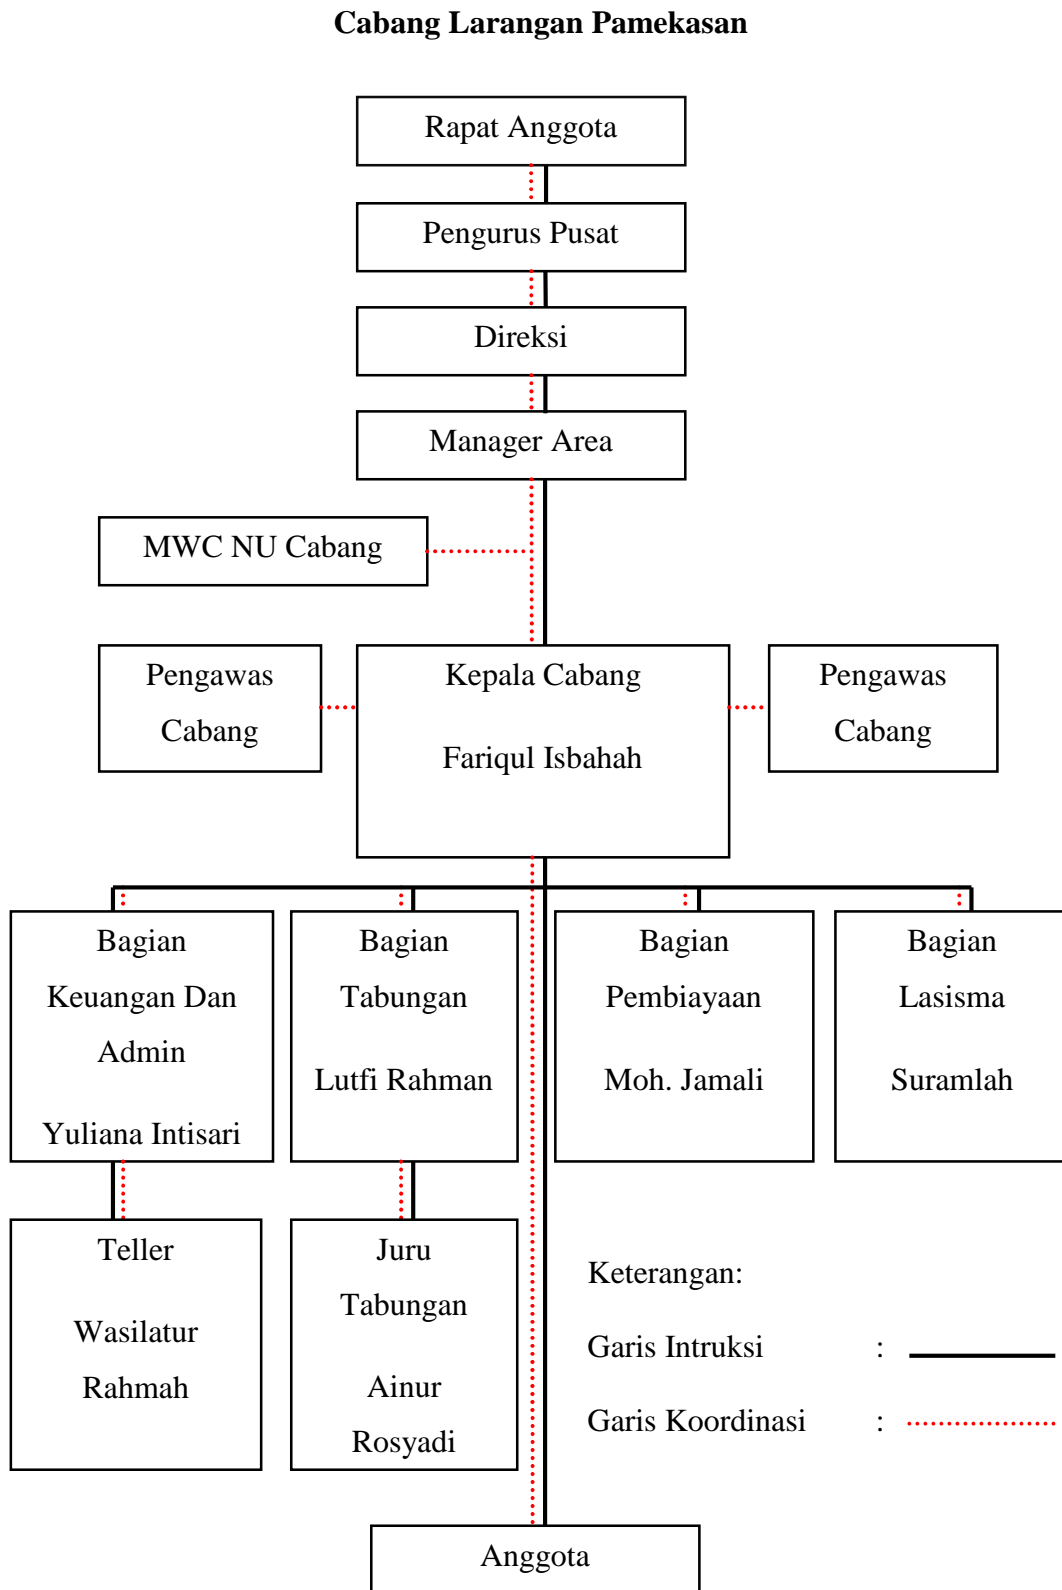 Cabang Larangan Pamekasan
Rapat Anggota
Pengurus Pusat
Direksi
Manager Area
MWC NU Cabang
Pengawas
Cabang
Kepala Cabang
Fariqul Isbahah
Pengawas
Cabang
Bagian
Keuangan Dan
Admin
Yuliana Intisari
Bagian
Tabungan
Lutfi Rahman
Bagian
Pembiayaan
Moh. Jamali
Bagian
Lasisma
Suramlah
Teller
Wasilatur
Rahmah
Juru
Tabungan
Ainur
Rosyadi
Keterangan:
Garis Intruksi :
Garis Koordinasi :
Anggota